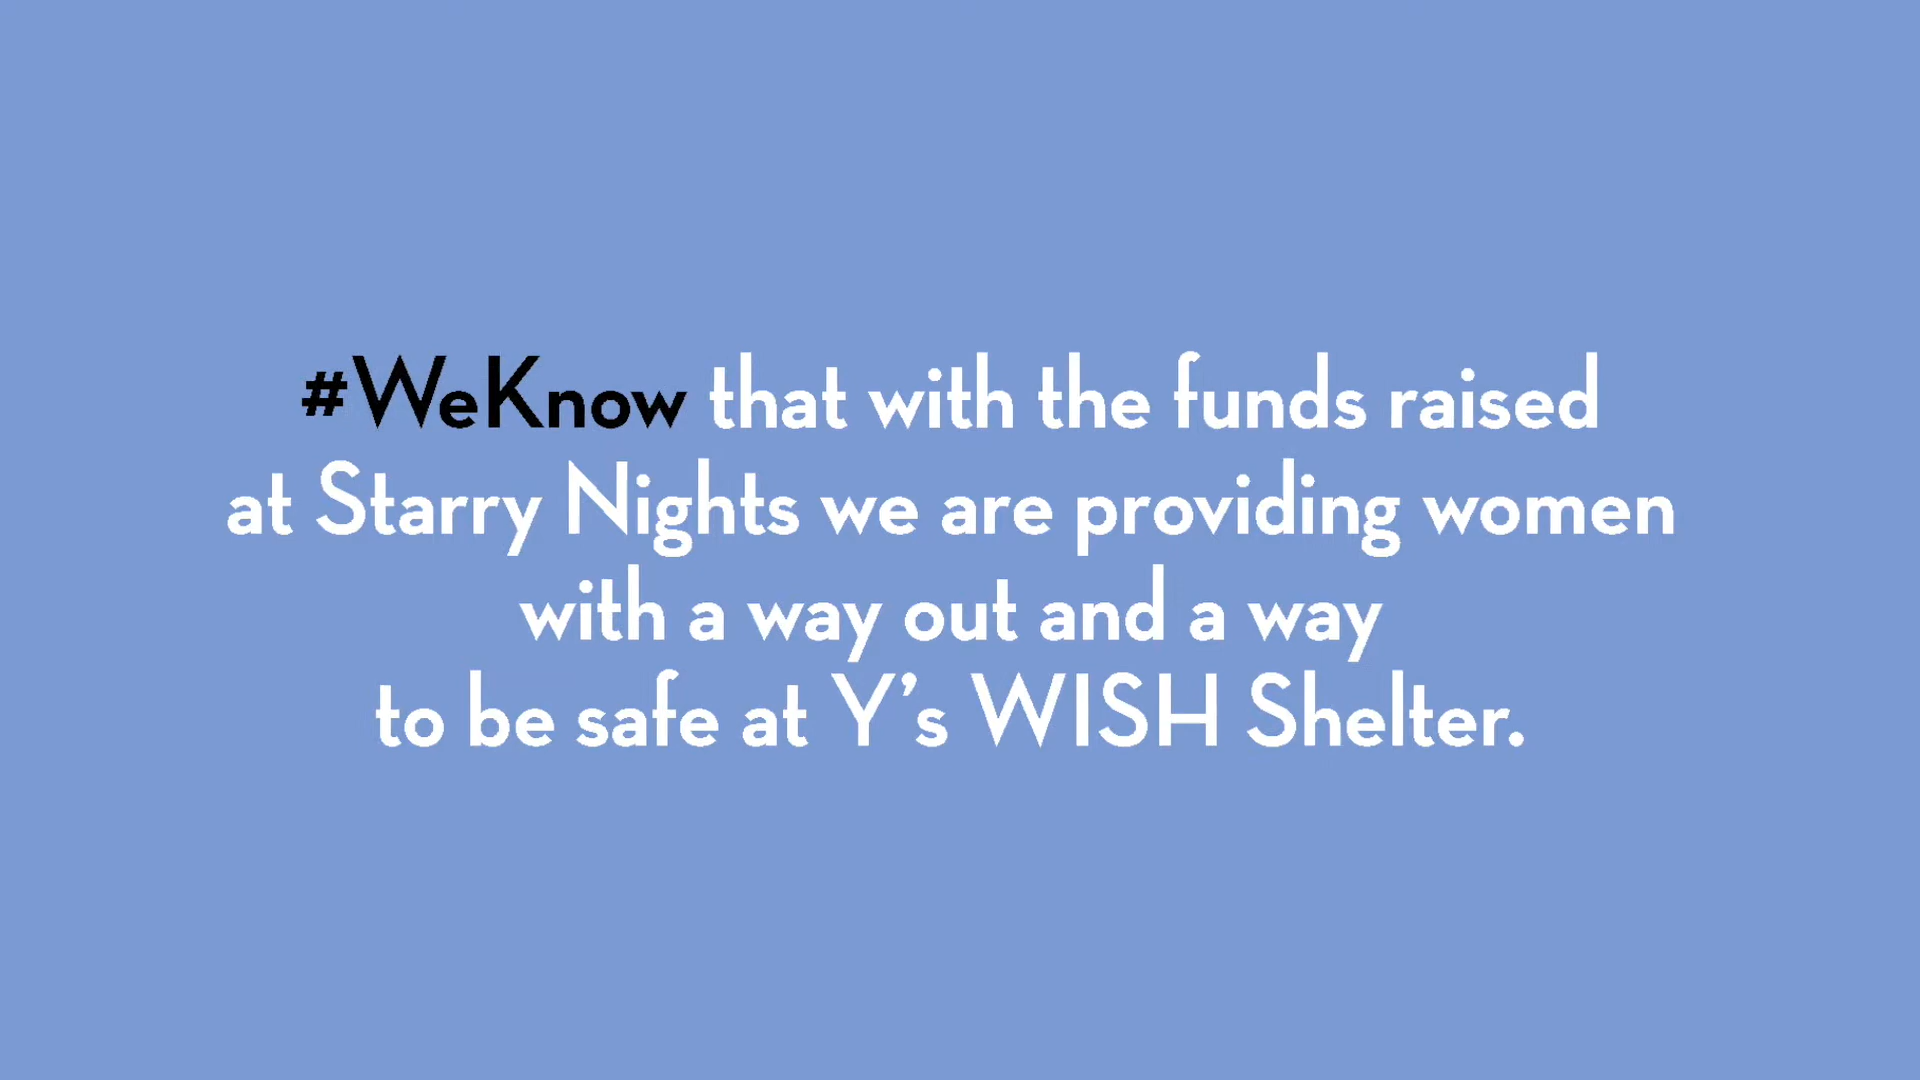 #WeKnow that with the funds raised
at Starry Nights we are providing women
with a way out and a way
to be safe at Y’s WISH Shelter.